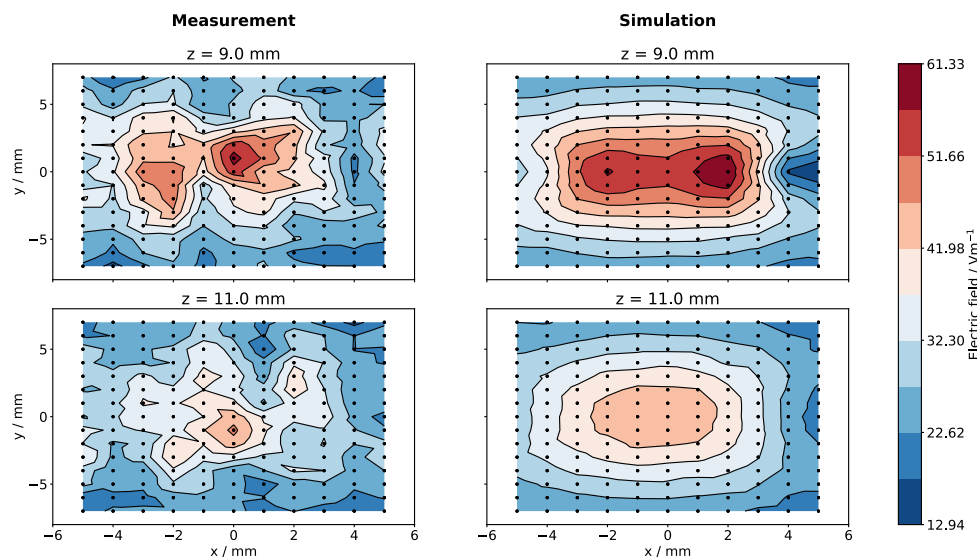 Measurement
Simulation
z = 9.0 mm
z = 9.0 mm
y / mm
5
0
−5
61.33
51.66
41.98
32.30
22.62
12.94
Electric field / Vm⁻¹
z = 11.0 mm
z = 11.0 mm
y / mm
5
0
−5
−6 −4 −2 0 2 4 6
−6 −4 −2 0 2 4 6
x / mm
x / mm